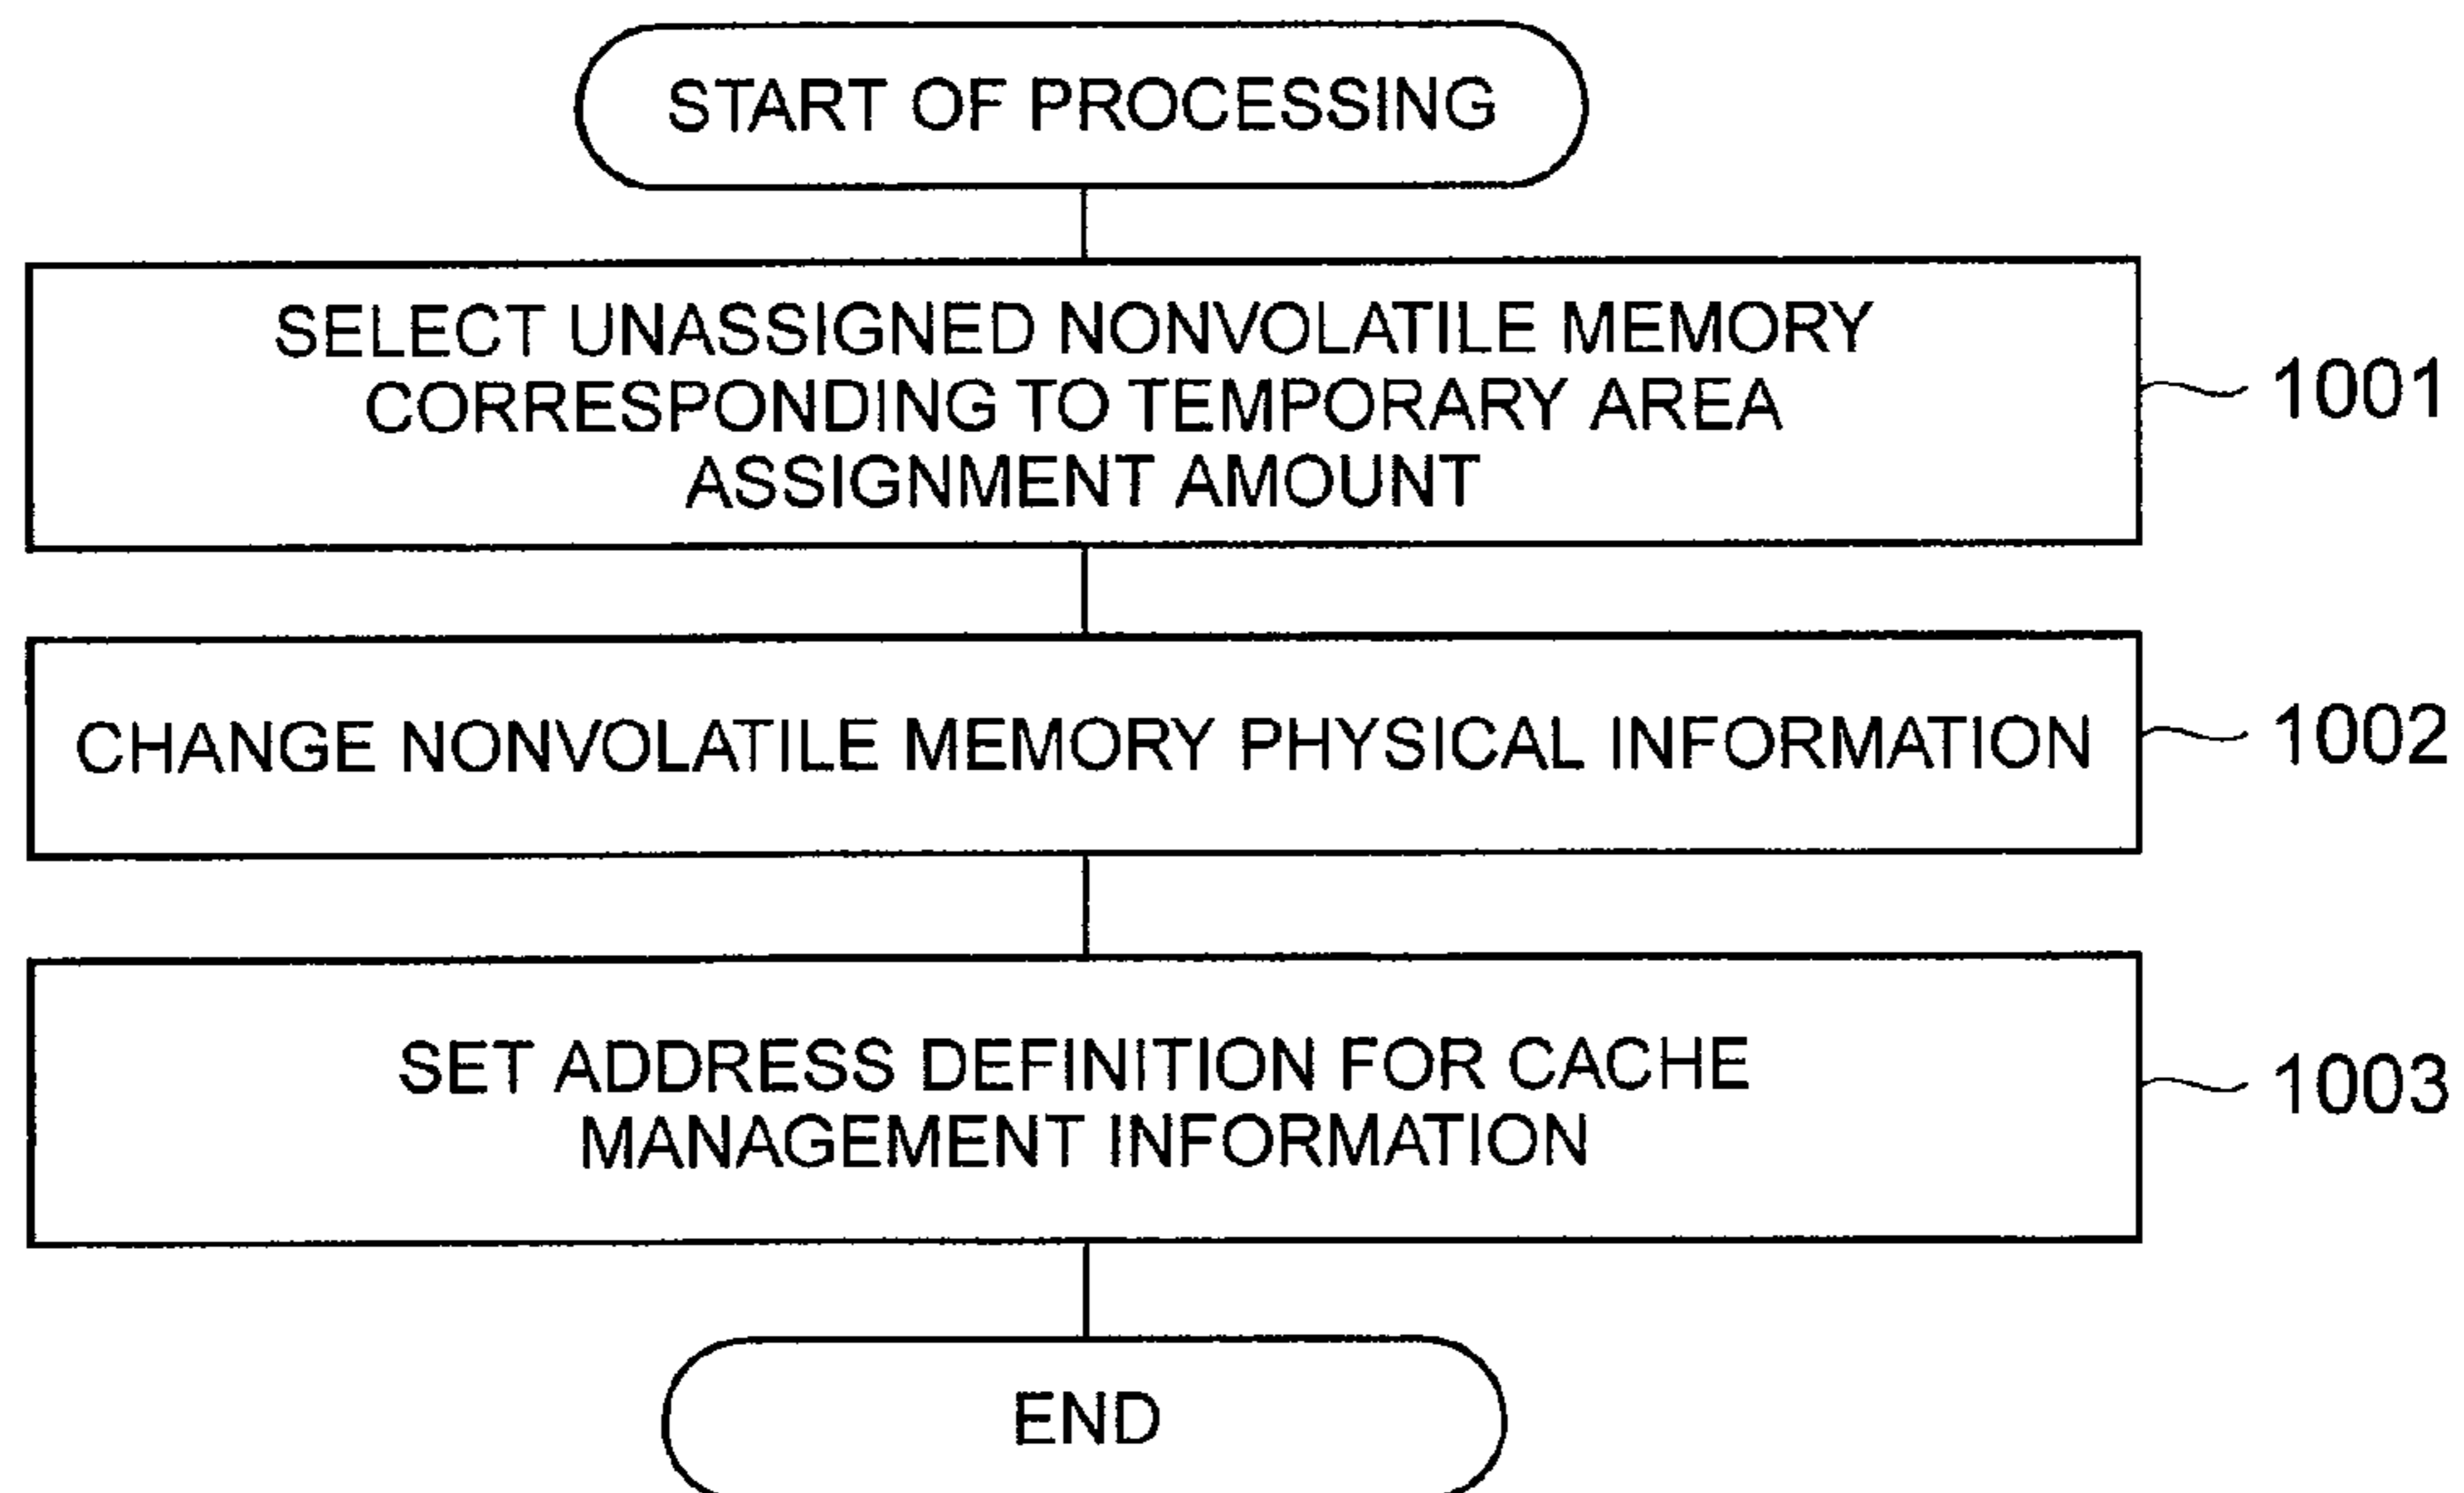 START OF PROCESSING
SELECT UNASSIGNED NONVOLATILE MEMORY
CORRESPONDING TO TEMPORARY AREA
ASSIGNMENT AMOUNT
1001
CHANGE NONVOLATILE MEMORY PHYSICAL INFORMATION
1002
SET ADDRESS DEFINITION FOR CACHE
MANAGEMENT INFORMATION
1003
END